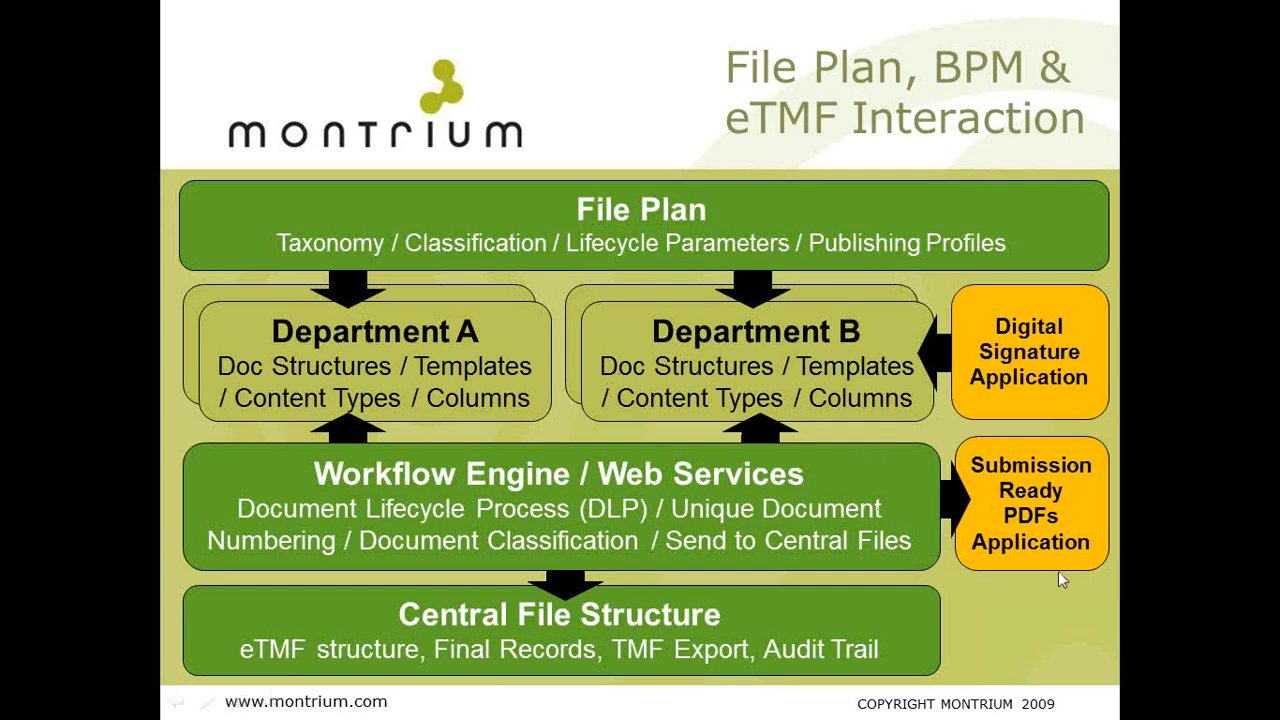 montrium
File Plan, BPM &
eTMF Interaction
File Plan
Taxonomy / Classification / Lifecycle Parameters / Publishing Profiles
Department A
Doc Structures / Templates
/ Content Types / Columns
Department B
Doc Structures / Templates
/ Content Types / Columns
Digital
Signature
Application
Workflow Engine / Web Services
Document Lifecycle Process (DLP) / Unique Document
Numbering / Document Classification / Send to Central Files
Submission
Ready
PDFs
Application
Central File Structure
eTMF structure, Final Records, TMF Export, Audit Trail
www.montrium.com
COPYRIGHT MONTRIUM 2009